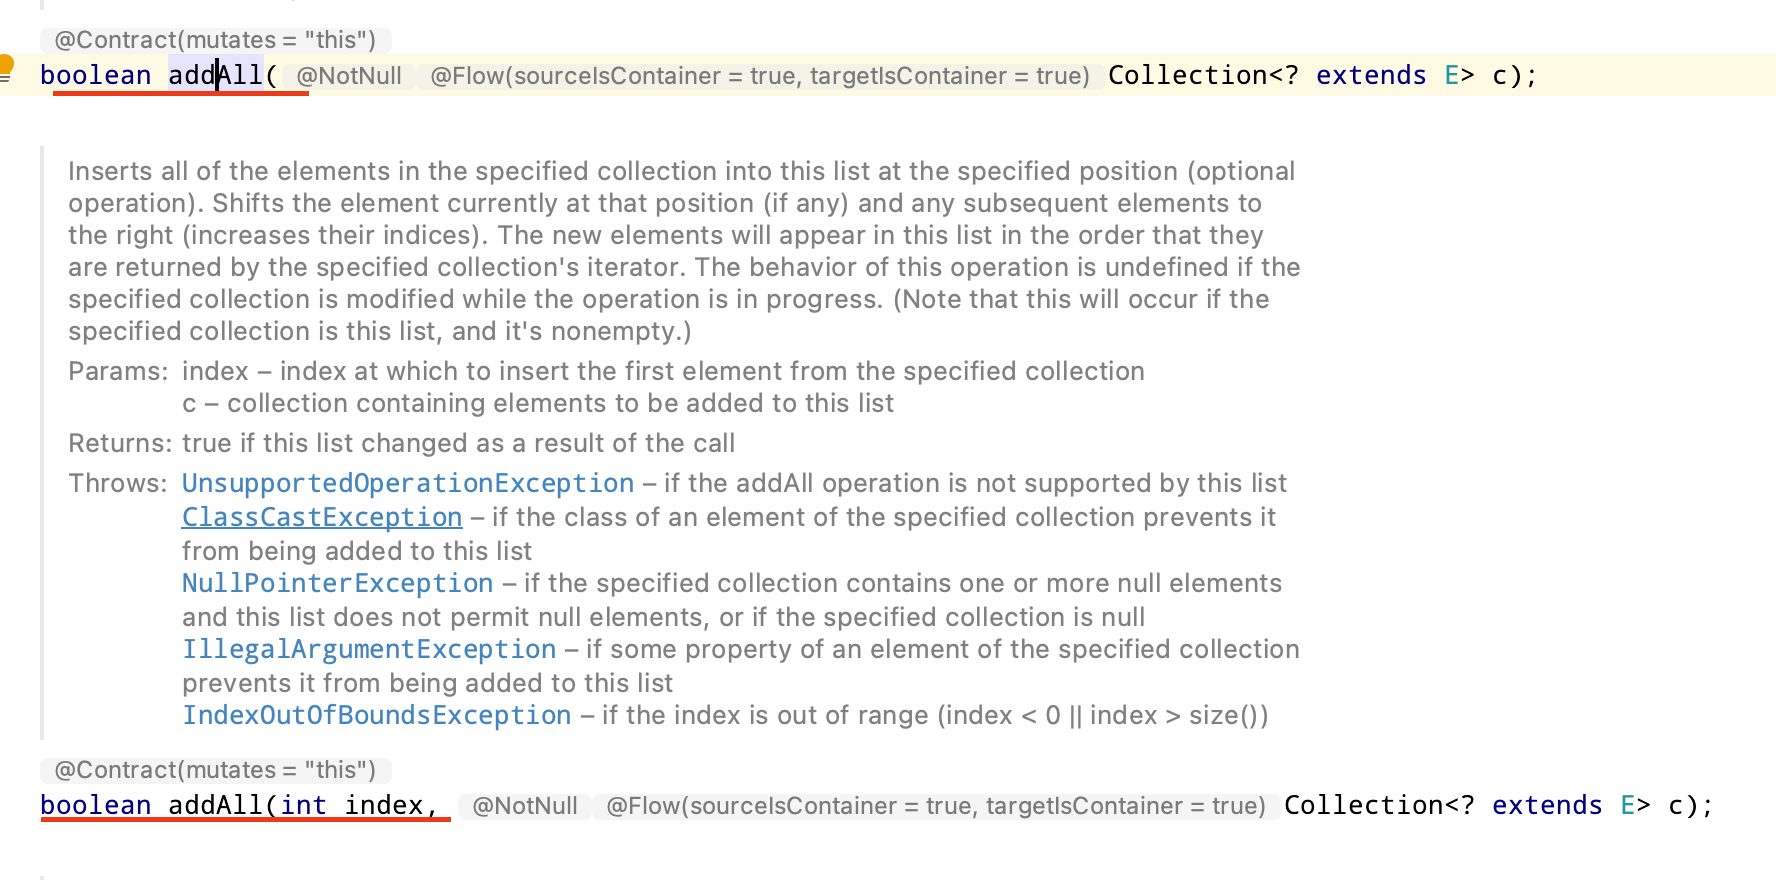 @Contract(mutates = "this")
boolean addAll( @NotNull @Flow(sourceIsContainer = true, targetIsContainer = true) Collection<? extends E> c);
Inserts all of the elements in the specified collection into this list at the specified position (optional
operation). Shifts the element currently at that position (if any) and any subsequent elements to
the right (increases their indices). The new elements will appear in this list in the order that they
are returned by the specified collection's iterator. The behavior of this operation is undefined if the
specified collection is modified while the operation is in progress. (Note that this will occur if the
specified collection is this list, and it's nonempty.)
Params: index – index at which to insert the first element from the specified collection
c – collection containing elements to be added to this list
Returns: true if this list changed as a result of the call
Throws: UnsupportedOperationException – if the addAll operation is not supported by this list
ClassCastException – if the class of an element of the specified collection prevents it
from being added to this list
NullPointerException – if the specified collection contains one or more null elements
and this list does not permit null elements, or if the specified collection is null
IllegalArgumentException – if some property of an element of the specified collection
prevents it from being added to this list
IndexOutOfBoundsException – if the index is out of range (index < 0 || index > size())
@Contract(mutates = "this")
boolean addAll(int index, @NotNull @Flow(sourceIsContainer = true, targetIsContainer = true) Collection<? extends E> c);